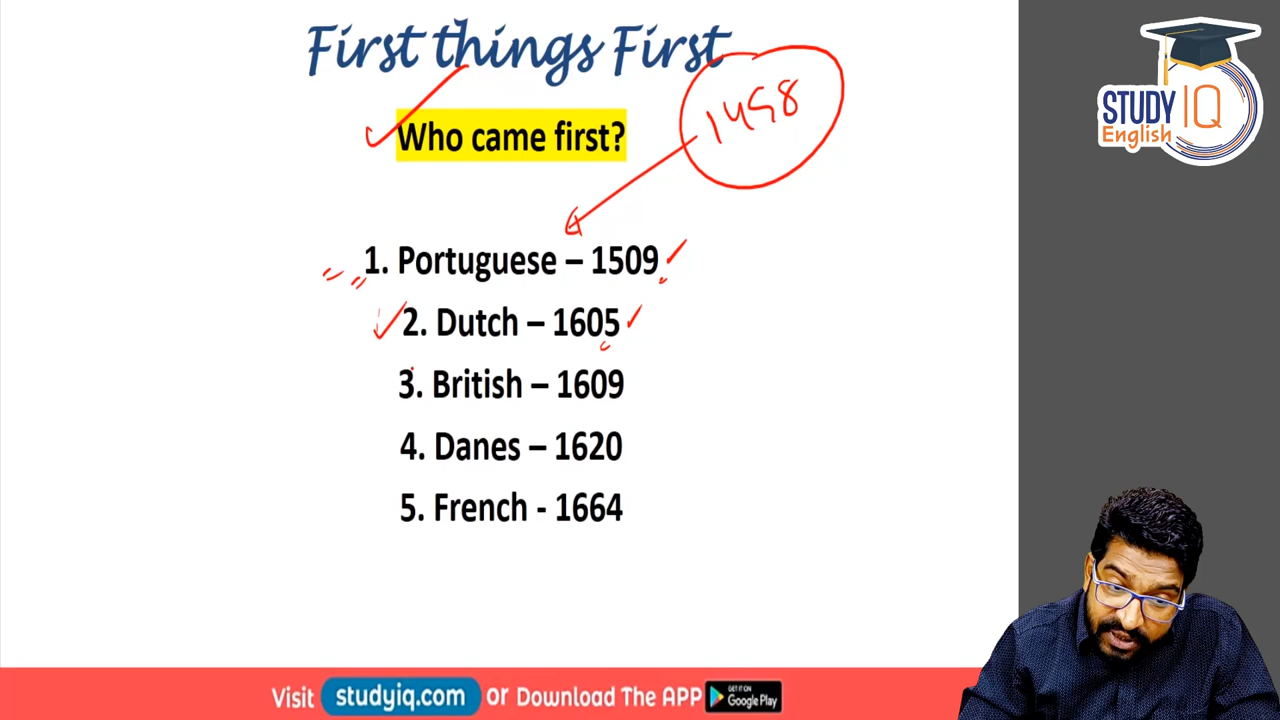 First things First
Who came first?
1498
1. Portuguese – 1509
2. Dutch – 1605
3. British – 1609
4. Danes – 1620
5. French - 1664
STUDY IQ
English
Visit studyiq.com or Download The APP GET IT ON Google Play